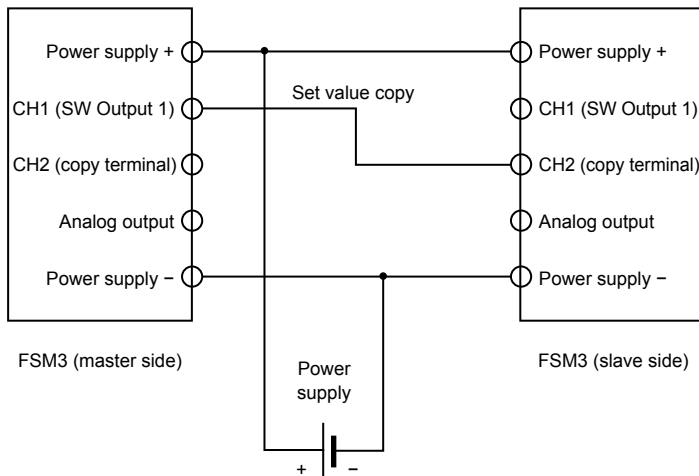 Power supply +
Power supply +
CH1 (SW Output 1)
Set value copy
CH1 (SW Output 1)
CH2 (copy terminal)
CH2 (copy terminal)
Analog output
Analog output
Power supply −
Power supply −
FSM3 (master side)
Power
supply
FSM3 (slave side)
+ −